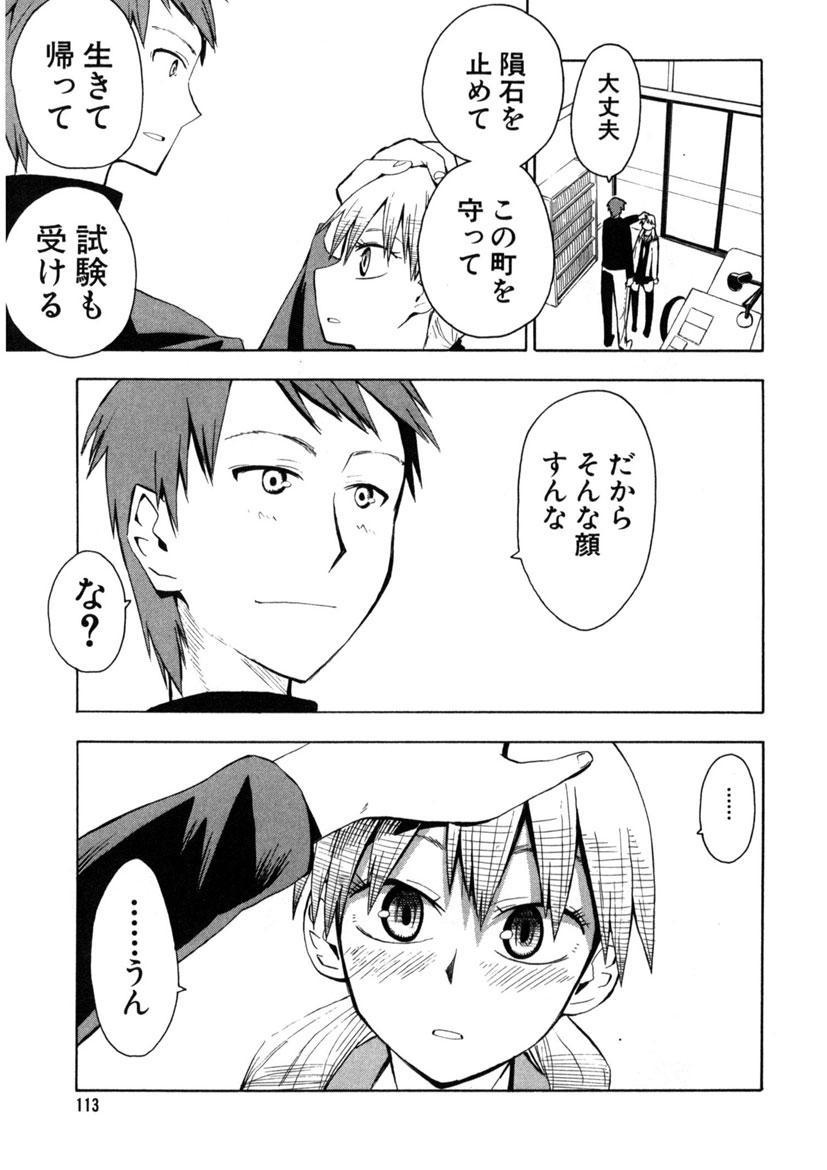 大丈夫
隕石を
止めて
この町を
守って
生きて
帰って
試験も
受ける
だから
そんな顔
すんな
な?
……
……うん
113